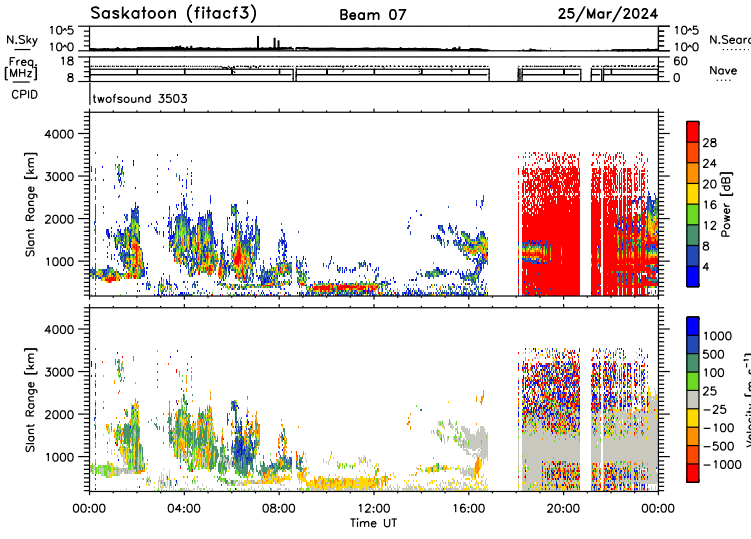 Saskatoon (fitacf3) Beam 07 25/Mar/2024
10^5 10^5
N.Sky N.Sear
10^0 10^0
Freq. 18 60
[MHz] Nave
8 0
CPID twofsound 3503
4000
3000
2000
1000
Slant Range [km]
28
24
20
16
12
8
4
Power [dB]
4000
3000
2000
1000
Slant Range [km]
1000
500
100
25
-25
-100
-500
-1000
Velocity [m s^-1]
00:00 04:00 08:00 12:00 16:00 20:00 00:00
Time UT